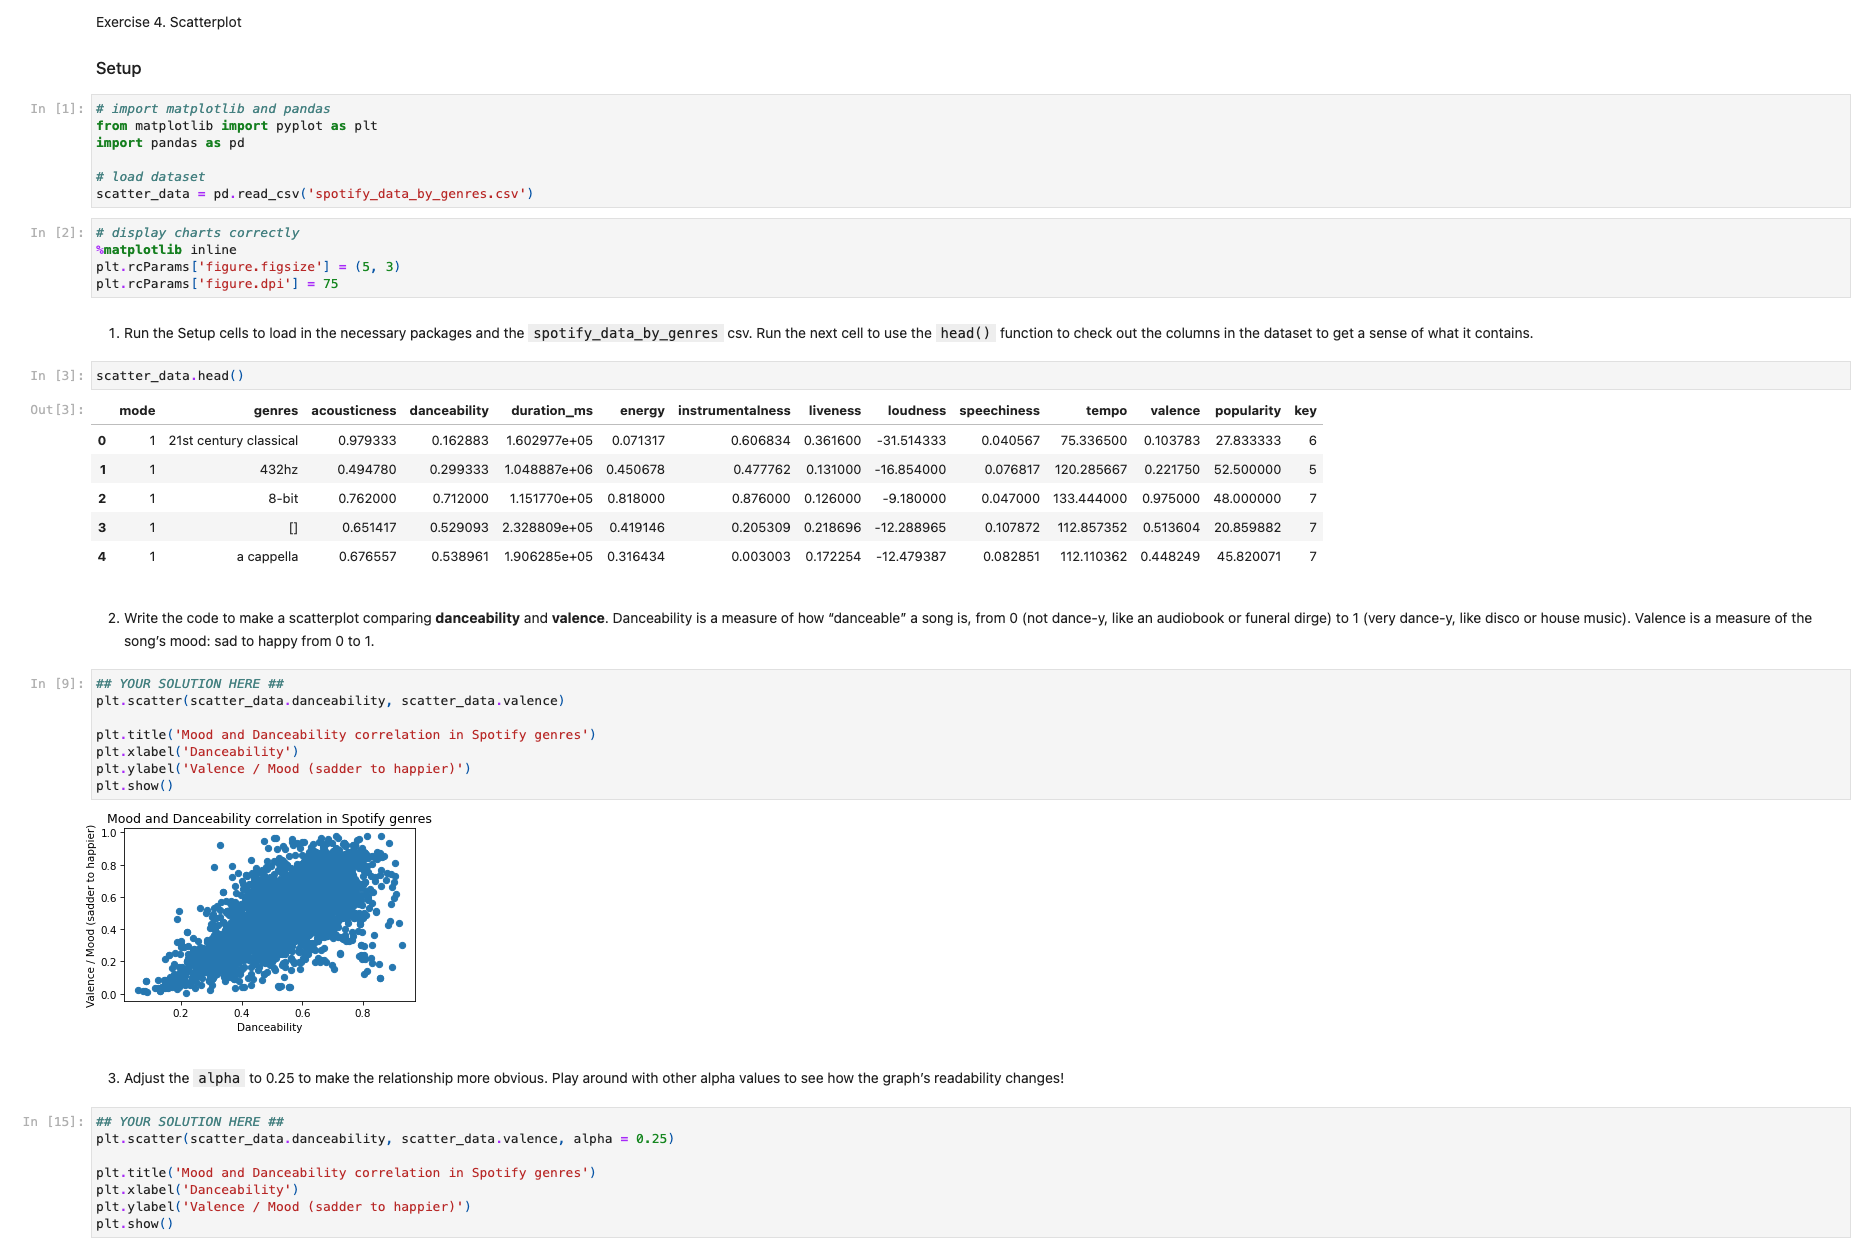 Exercise 4. Scatterplot
Setup
In [1]:
# import matplotlib and pandas
from matplotlib import pyplot as plt
import pandas as pd
# load dataset
scatter_data = pd.read_csv('spotify_data_by_genres.csv')
In [2]:
# display charts correctly
%matplotlib inline
plt.rcParams['figure.figsize'] = (5, 3)
plt.rcParams['figure.dpi'] = 75
1. Run the Setup cells to load in the necessary packages and the spotify_data_by_genres csv. Run the next cell to use the head() function to check out the columns in the dataset to get a sense of what it contains.
In [3]:
scatter_data.head()
Out[3]:
mode genres acousticness danceability duration_ms energy instrumentalness liveness loudness speechiness tempo valence popularity key
0 1 21st century classical 0.979333 0.162883 1.602977e+05 0.071317 0.606834 0.361600 -31.514333 0.040567 75.336500 0.103783 27.833333 6
1 1 432hz 0.494780 0.299333 1.048887e+06 0.450678 0.477762 0.131000 -16.854000 0.076817 120.285667 0.221750 52.500000 5
2 1 8-bit 0.762000 0.712000 1.151770e+05 0.818000 0.876000 0.126000 -9.180000 0.047000 133.444000 0.975000 48.000000 7
3 1 [] 0.651417 0.529093 2.328809e+05 0.419146 0.205309 0.218696 -12.288965 0.107872 112.857352 0.513604 20.859882 7
4 1 a cappella 0.676557 0.538961 1.906285e+05 0.316434 0.003003 0.172254 -12.479387 0.082851 112.110362 0.448249 45.820071 7
2. Write the code to make a scatterplot comparing danceability and valence. Danceability is a measure of how “danceable” a song is, from 0 (not dance-y, like an audiobook or funeral dirge) to 1 (very dance-y, like disco or house music). Valence is a measure of the
song’s mood: sad to happy from 0 to 1.
In [9]:
## YOUR SOLUTION HERE ##
plt.scatter(scatter_data.danceability, scatter_data.valence)
plt.title('Mood and Danceability correlation in Spotify genres')
plt.xlabel('Danceability')
plt.ylabel('Valence / Mood (sadder to happier)')
plt.show()
Mood and Danceability correlation in Spotify genres
Valence / Mood (sadder to happier)
1.0
0.8
0.6
0.4
0.2
0.0
0.2 0.4 0.6 0.8
Danceability
3. Adjust the alpha to 0.25 to make the relationship more obvious. Play around with other alpha values to see how the graph’s readability changes!
In [15]:
## YOUR SOLUTION HERE ##
plt.scatter(scatter_data.danceability, scatter_data.valence, alpha = 0.25)
plt.title('Mood and Danceability correlation in Spotify genres')
plt.xlabel('Danceability')
plt.ylabel('Valence / Mood (sadder to happier)')
plt.show()